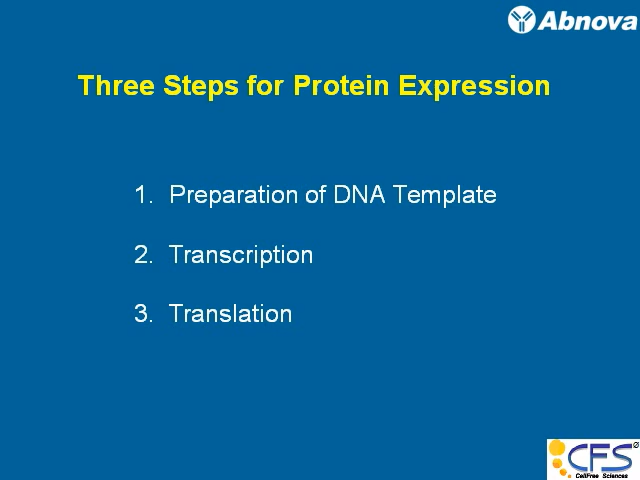 Abnova
Three Steps for Protein Expression
1. Preparation of DNA Template
2. Transcription
3. Translation
CFS
CellFree Sciences